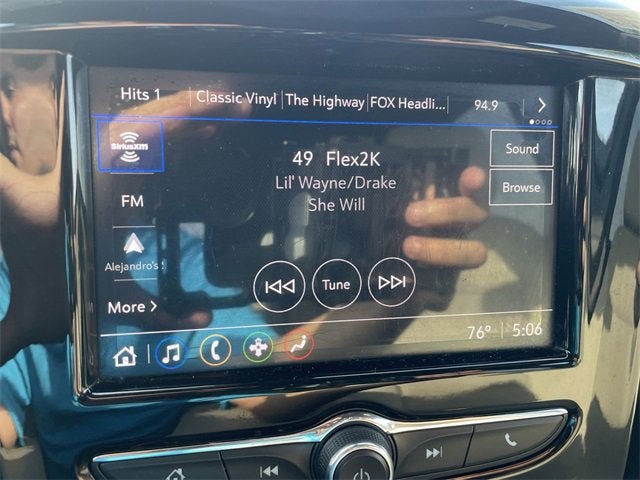 Hits 1 Classic Vinyl The Highway FOX Headli... 94.9
SiriusXM
49 Flex2K
Sound
Lil' Wayne/Drake
Browse
FM
She Will
Alejandro's
Tune
More
76° 5:06